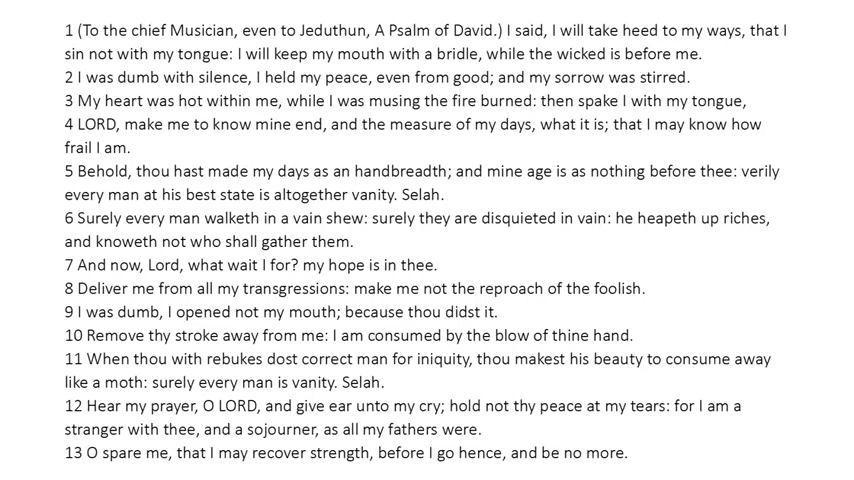 1 (To the chief Musician, even to Jeduthun, A Psalm of David.) I said, I will take heed to my ways, that I
sin not with my tongue: I will keep my mouth with a bridle, while the wicked is before me.
2 I was dumb with silence, I held my peace, even from good; and my sorrow was stirred.
3 My heart was hot within me, while I was musing the fire burned: then spake I with my tongue,
4 LORD, make me to know mine end, and the measure of my days, what it is; that I may know how
frail I am.
5 Behold, thou hast made my days as an handbreadth; and mine age is as nothing before thee: verily
every man at his best state is altogether vanity. Selah.
6 Surely every man walketh in a vain shew: surely they are disquieted in vain: he heapeth up riches,
and knoweth not who shall gather them.
7 And now, Lord, what wait I for? my hope is in thee.
8 Deliver me from all my transgressions: make me not the reproach of the foolish.
9 I was dumb, I opened not my mouth; because thou didst it.
10 Remove thy stroke away from me: I am consumed by the blow of thine hand.
11 When thou with rebukes dost correct man for iniquity, thou makest his beauty to consume away
like a moth: surely every man is vanity. Selah.
12 Hear my prayer, O LORD, and give ear unto my cry; hold not thy peace at my tears: for I am a
stranger with thee, and a sojourner, as all my fathers were.
13 O spare me, that I may recover strength, before I go hence, and be no more.